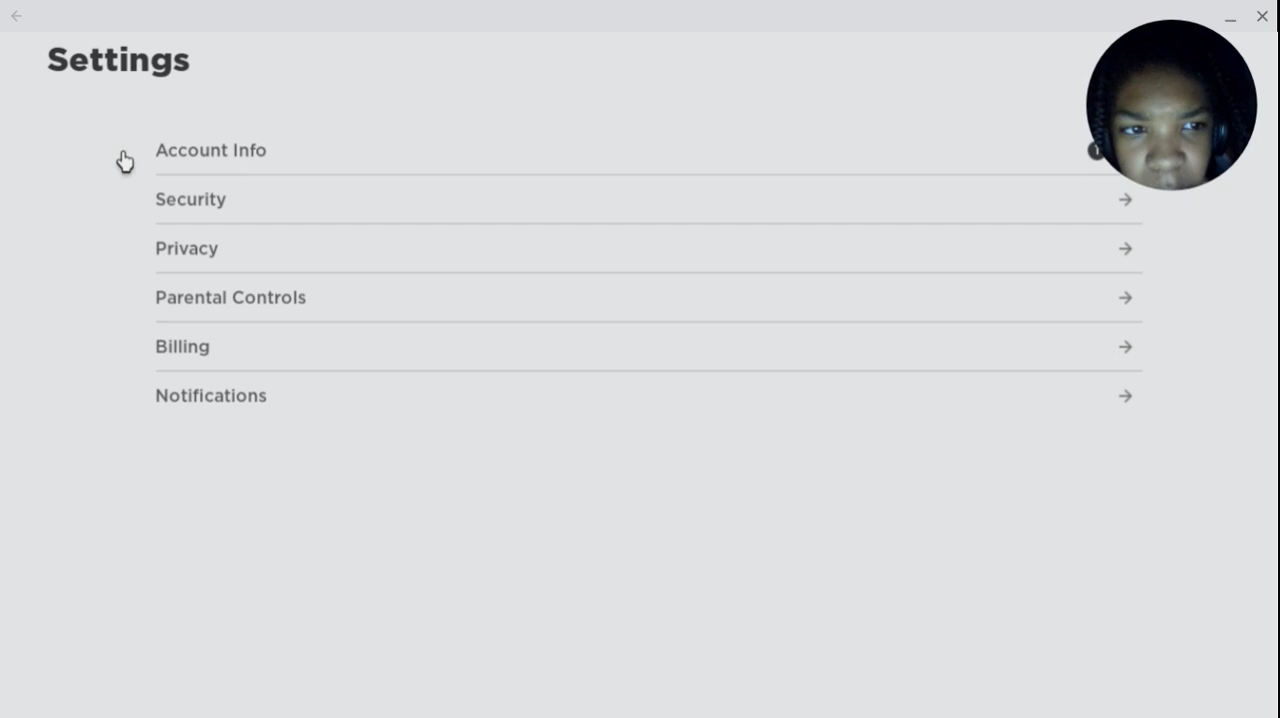 Settings
Account Info
Security
Privacy
Parental Controls
Billing
Notifications